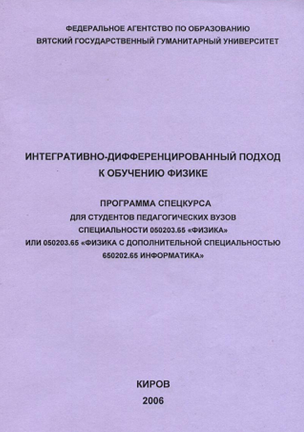 ФЕДЕРАЛЬНОЕ АГЕНТСТВО ПО ОБРАЗОВАНИЮ
ВЯТСКИЙ ГОСУДАРСТВЕННЫЙ ГУМАНИТАРНЫЙ УНИВЕРСИТЕТ
ИНТЕГРАТИВНО-ДИФФЕРЕНЦИРОВАННЫЙ ПОДХОД
К ОБУЧЕНИЮ ФИЗИКЕ
ПРОГРАММА СПЕЦКУРСА
ДЛЯ СТУДЕНТОВ ПЕДАГОГИЧЕСКИХ ВУЗОВ
СПЕЦИАЛЬНОСТИ 050203.65 «ФИЗИКА»
ИЛИ 050203.65 «ФИЗИКА С ДОПОЛНИТЕЛЬНОЙ СПЕЦИАЛЬНОСТЬЮ
650202.65 ИНФОРМАТИКА»
КИРОВ
2006